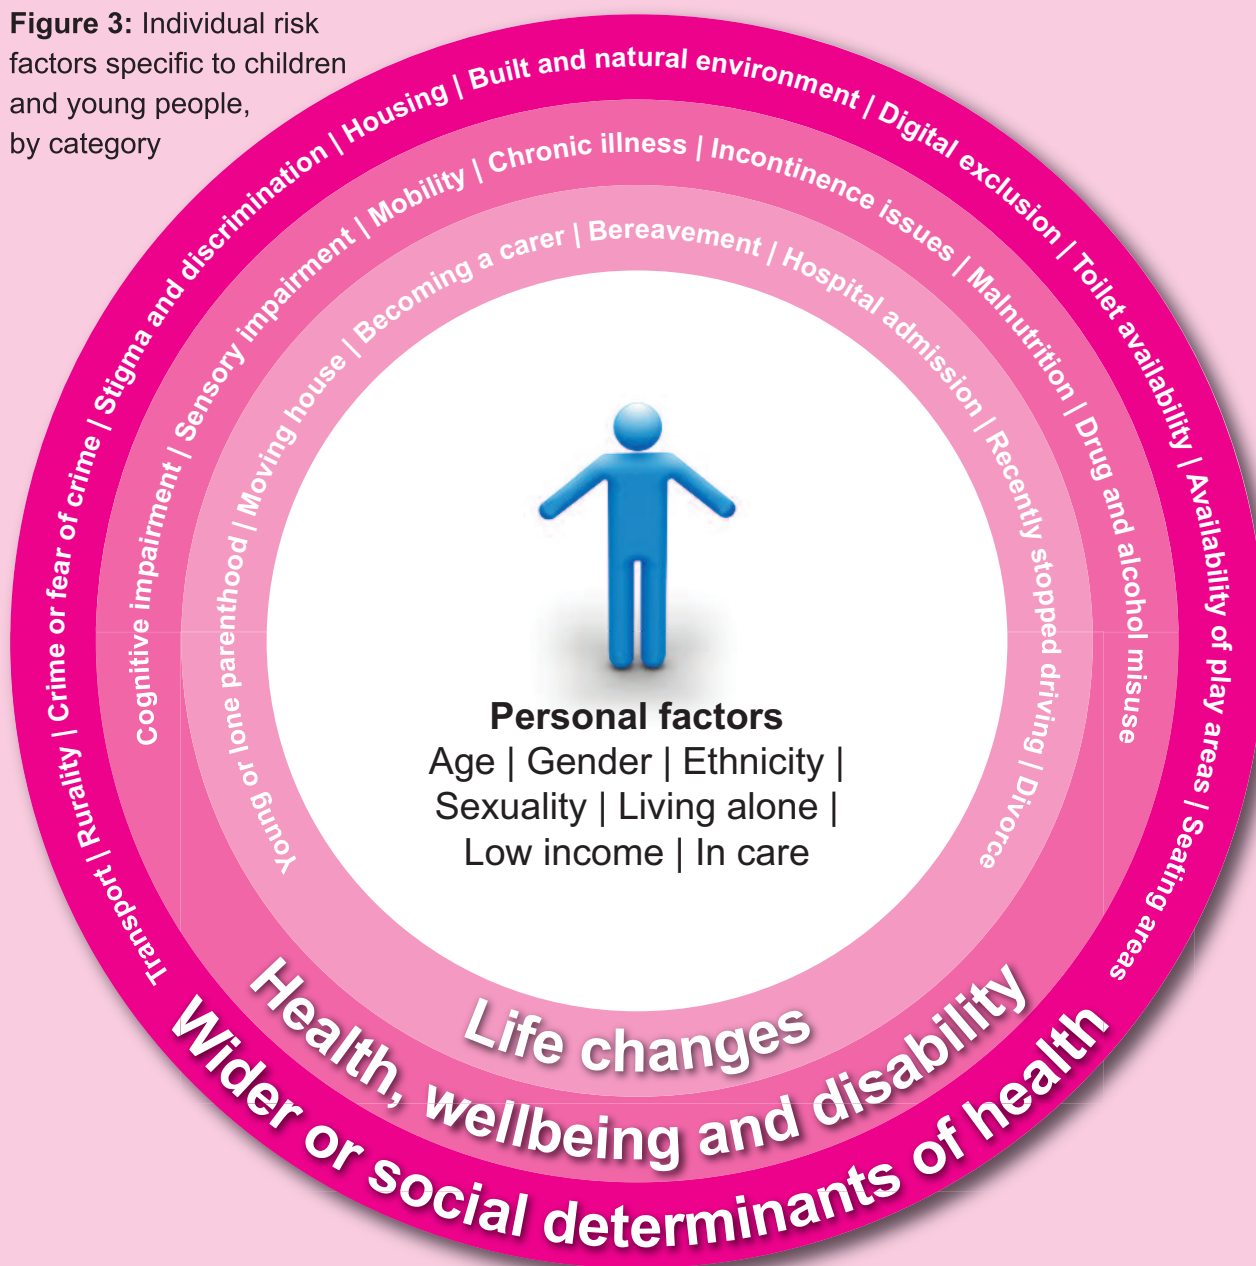 Figure 3: Individual risk
factors specific to children
and young people,
by category
Transport | Rurality | Crime or fear of crime | Stigma and discrimination | Housing | Built and natural environment | Digital exclusion | Toilet availability | Availability of play areas | Seating areas
Cognitive impairment | Sensory impairment | Mobility | Chronic illness | Incontinence issues | Malnutrition | Drug and alcohol misuse
Young or lone parenthood | Moving house | Becoming a carer | Bereavement | Hospital admission | Recently stopped driving | Divorce
Personal factors
Age | Gender | Ethnicity |
Sexuality | Living alone |
Low income | In care
Life changes
Health, wellbeing and disability
Wider or social determinants of health